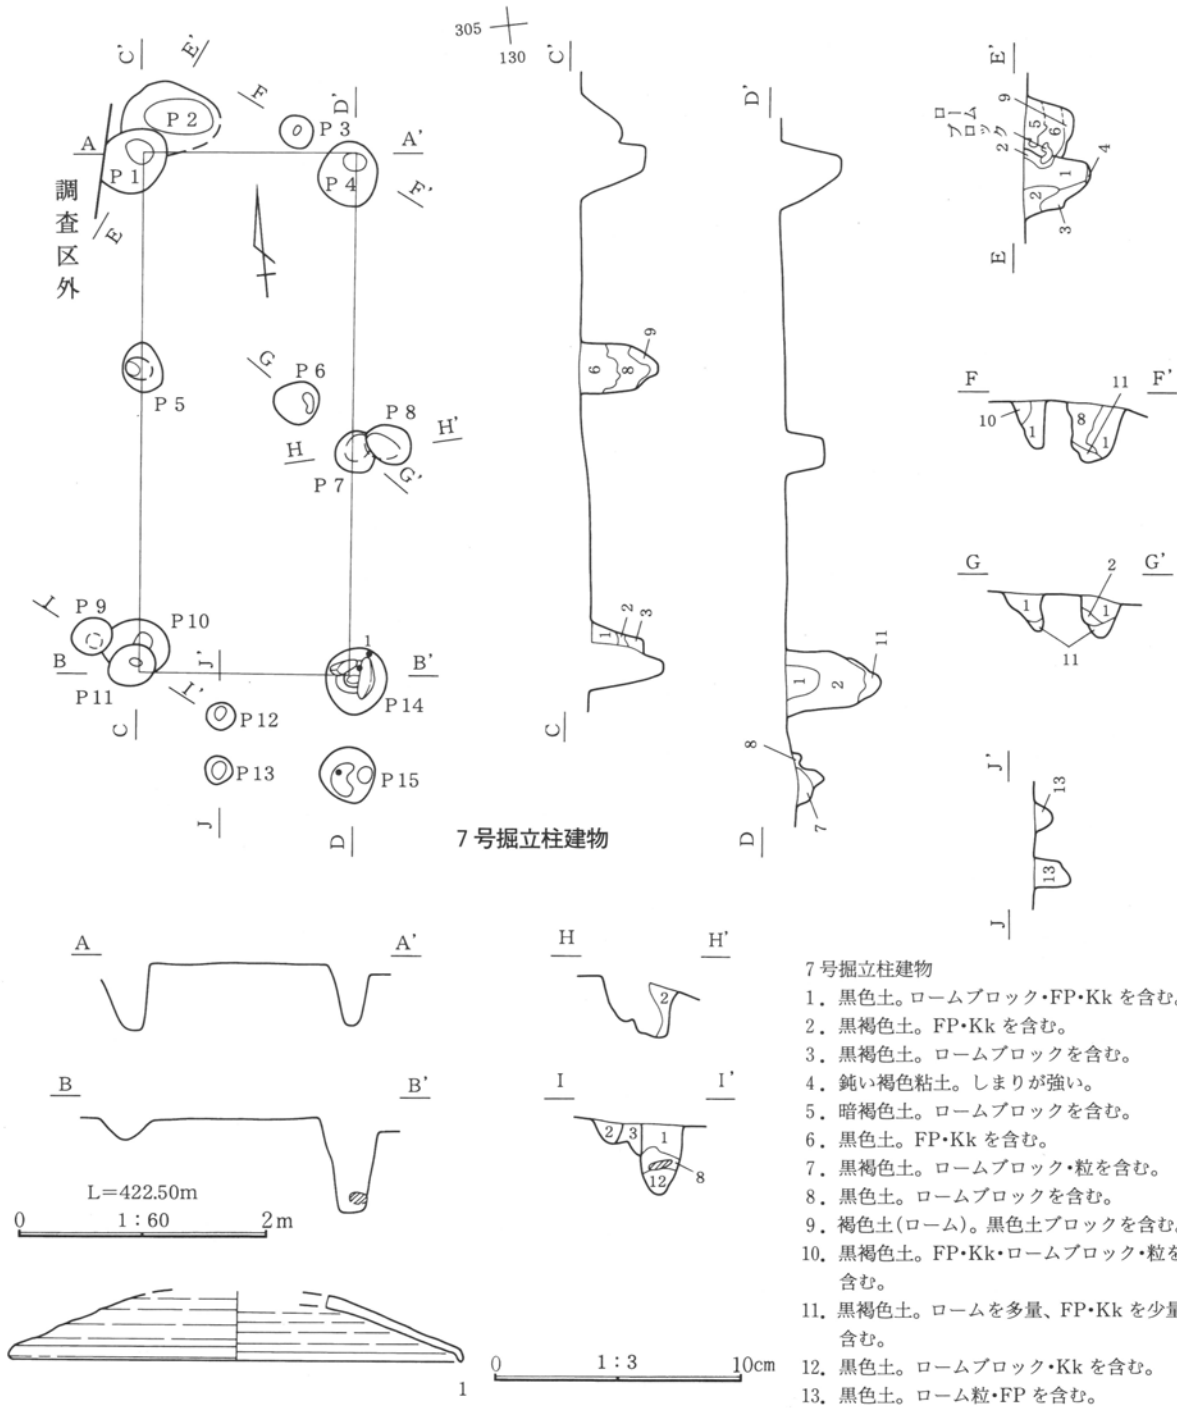 305
130
C'
E'
F
D'
P 2
P 3
A
A'
P 1
P 4
F'
E
調査区外
G
P 6
P 5
P 8
H
H'
P 7
G'
I
P 9
P10
1
B
J'
B'
P11
I'
P14
P12
C
P13
P15
J
D
7号掘立柱建物
C'
9
6
8
1
2
3
C
D'
11
1
2
8
7
D
E'
9
ローム
ブロック
5
6
2
4
1
2
3
E
F
11
F'
10
8
1
1
G
2
G'
1
1
11
J'
13
13
J
A
A'
B
B'
H
H'
2
I
I'
2
3
1
8
12
L=422.50m
0 1：60 2m
7号掘立柱建物
1．黒色土。ロームブロック・FP・Kk を含む。
2．黒褐色土。FP・Kk を含む。
3．黒褐色土。ロームブロックを含む。
4．鈍い褐色粘土。しまりが強い。
5．暗褐色土。ロームブロックを含む。
6．黒色土。FP・Kk を含む。
7．黒褐色土。ロームブロック・粒を含む。
8．黒色土。ロームブロックを含む。
9．褐色土(ローム)。黒色土ブロックを含む。
10．黒褐色土。FP・Kk・ロームブロック・粒を
含む。
11．黒褐色土。ロームを多量、FP・Kk を少量
含む。
12．黒色土。ロームブロック・Kk を含む。
13．黒色土。ローム粒・FP を含む。
1
0 1：3 10cm